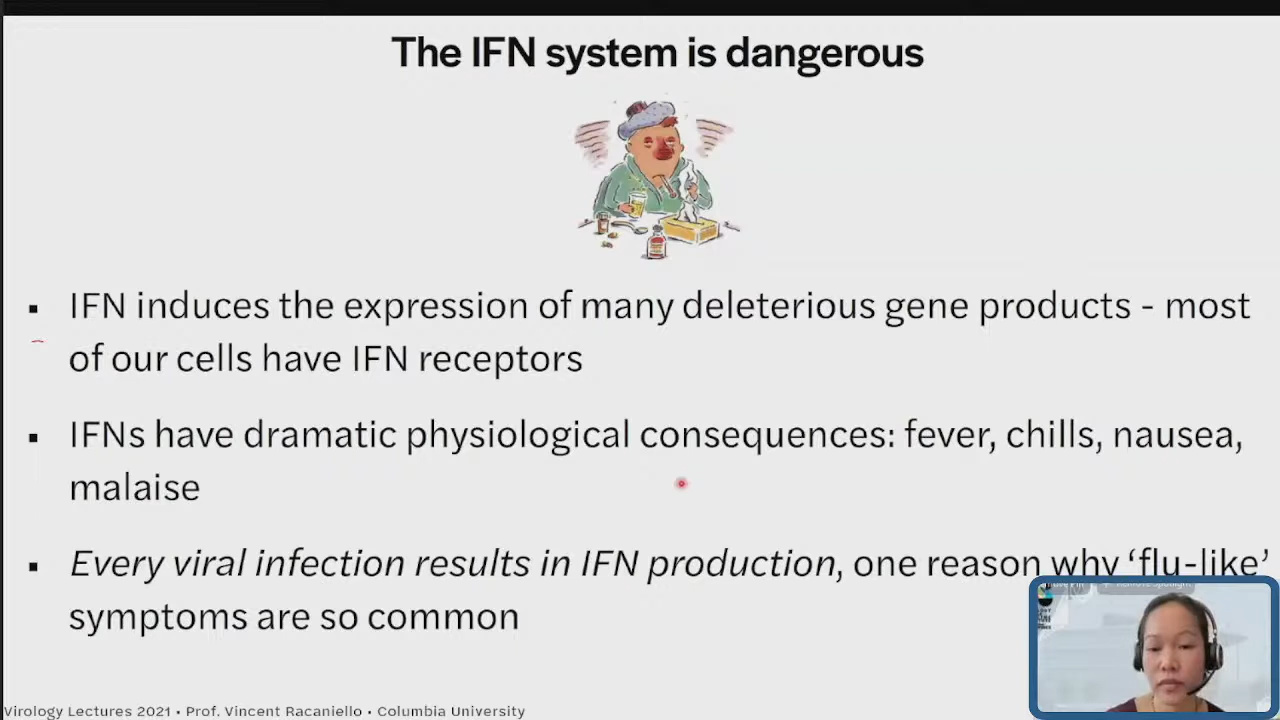 The IFN system is dangerous
▪ IFN induces the expression of many deleterious gene products - most
of our cells have IFN receptors
▪ IFNs have dramatic physiological consequences: fever, chills, nausea,
malaise
▪ Every viral infection results in IFN production, one reason why ‘flu-like’
symptoms are so common
Virology Lectures 2021 • Prof. Vincent Racaniello • Columbia University